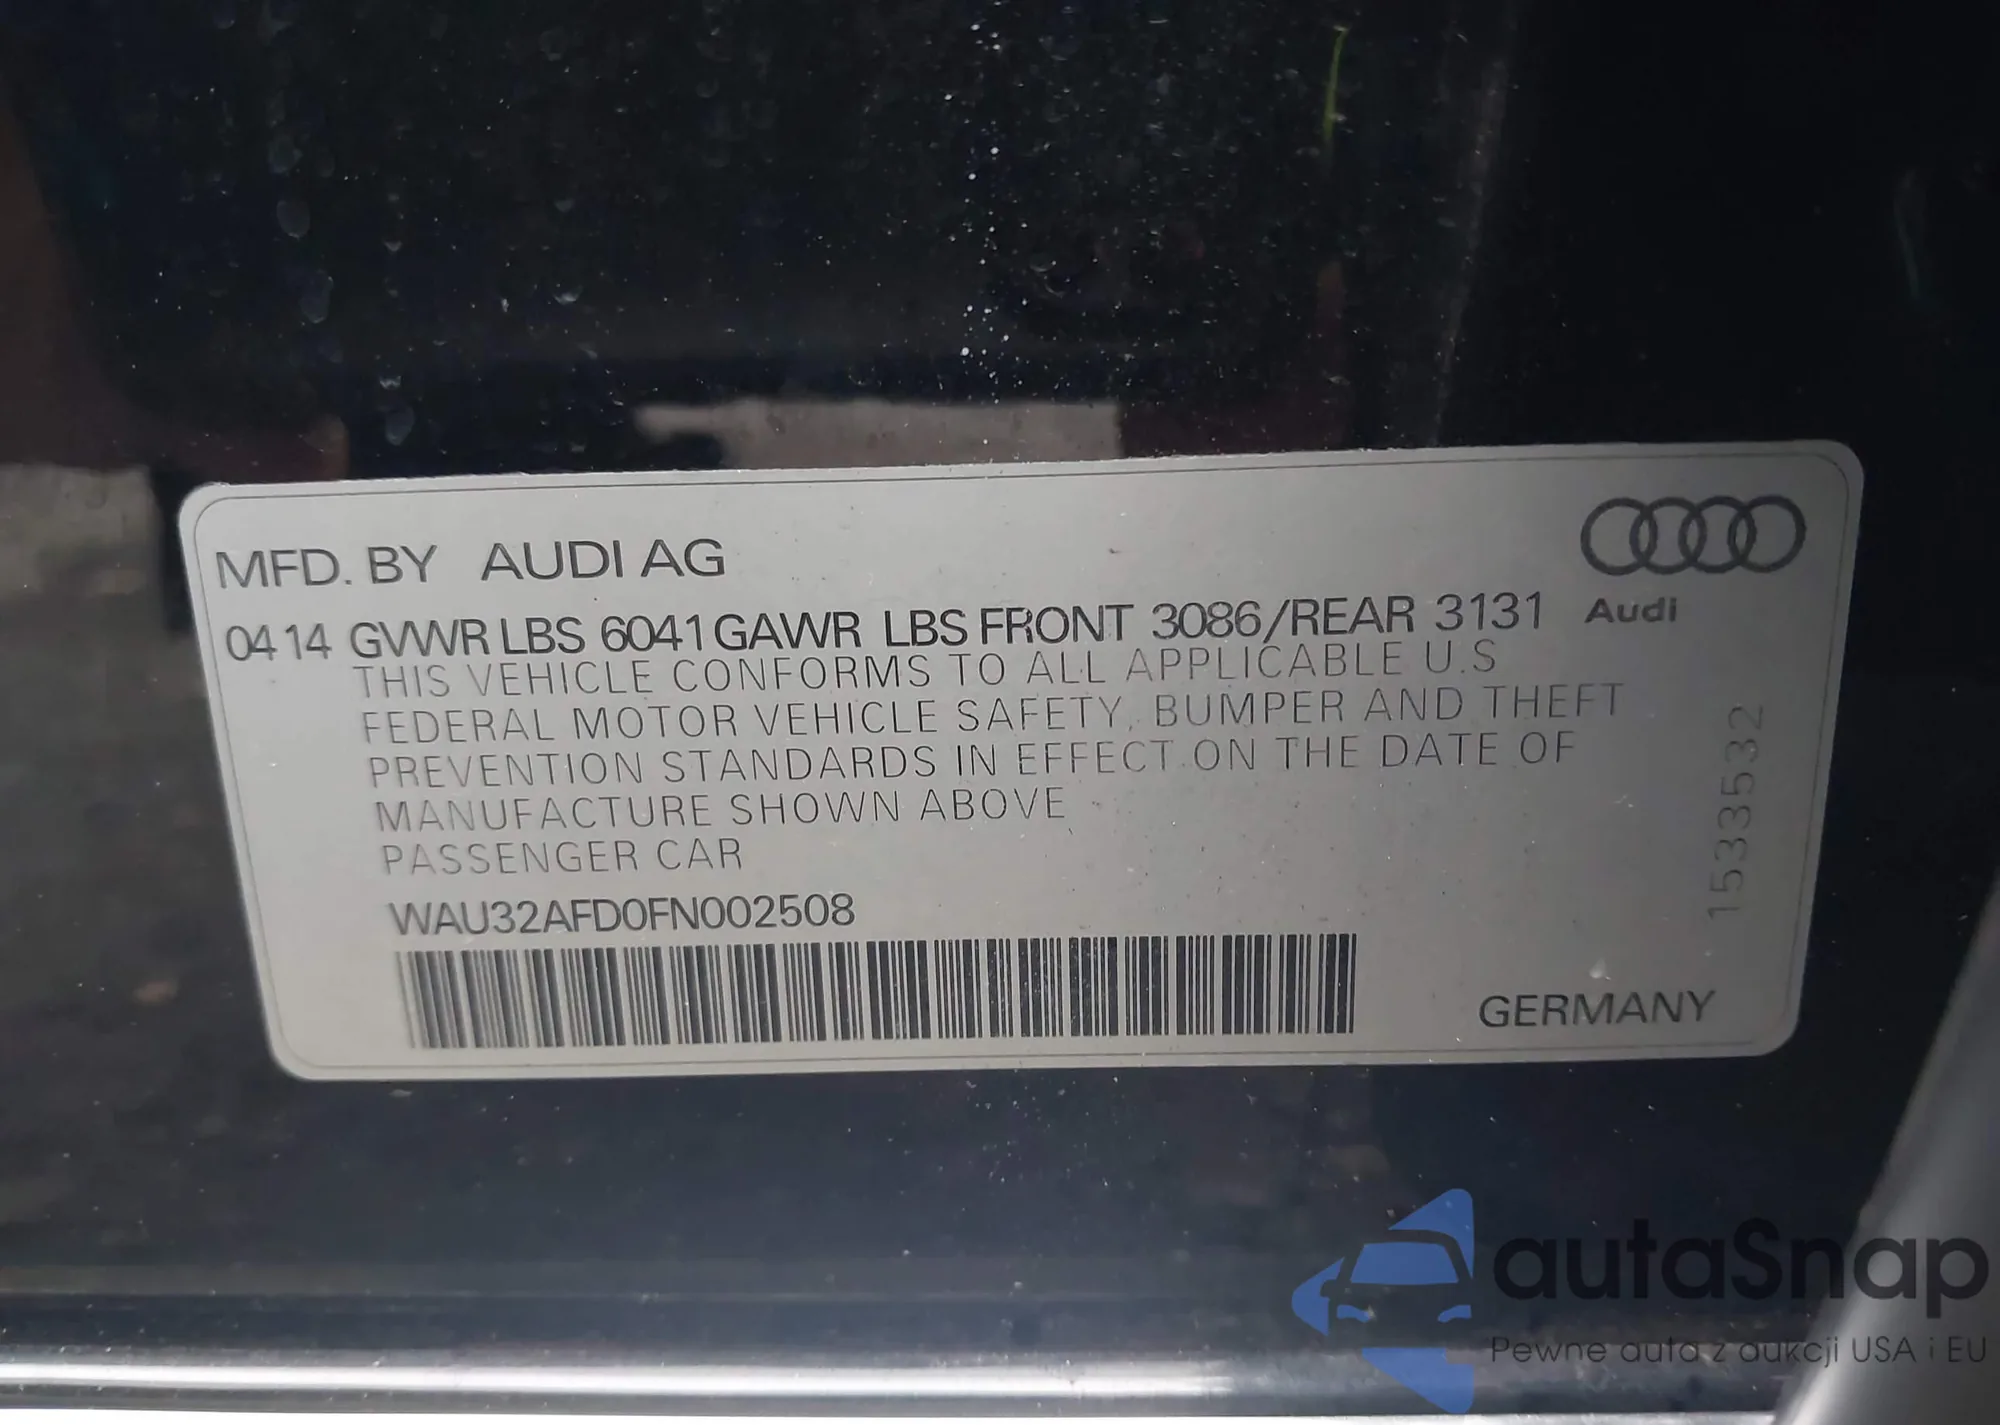 MFD. BY AUDI AG
0414 GVWR LBS 6041 GAWR LBS FRONT 3086/REAR 3131
Audi
THIS VEHICLE CONFORMS TO ALL APPLICABLE U.S
FEDERAL MOTOR VEHICLE SAFETY, BUMPER AND THEFT
PREVENTION STANDARDS IN EFFECT ON THE DATE OF
MANUFACTURE SHOWN ABOVE
PASSENGER CAR
WAU32AFD0FN002508
GERMANY
1533532
autaSnap
Pewne auta z aukcji USA i EU